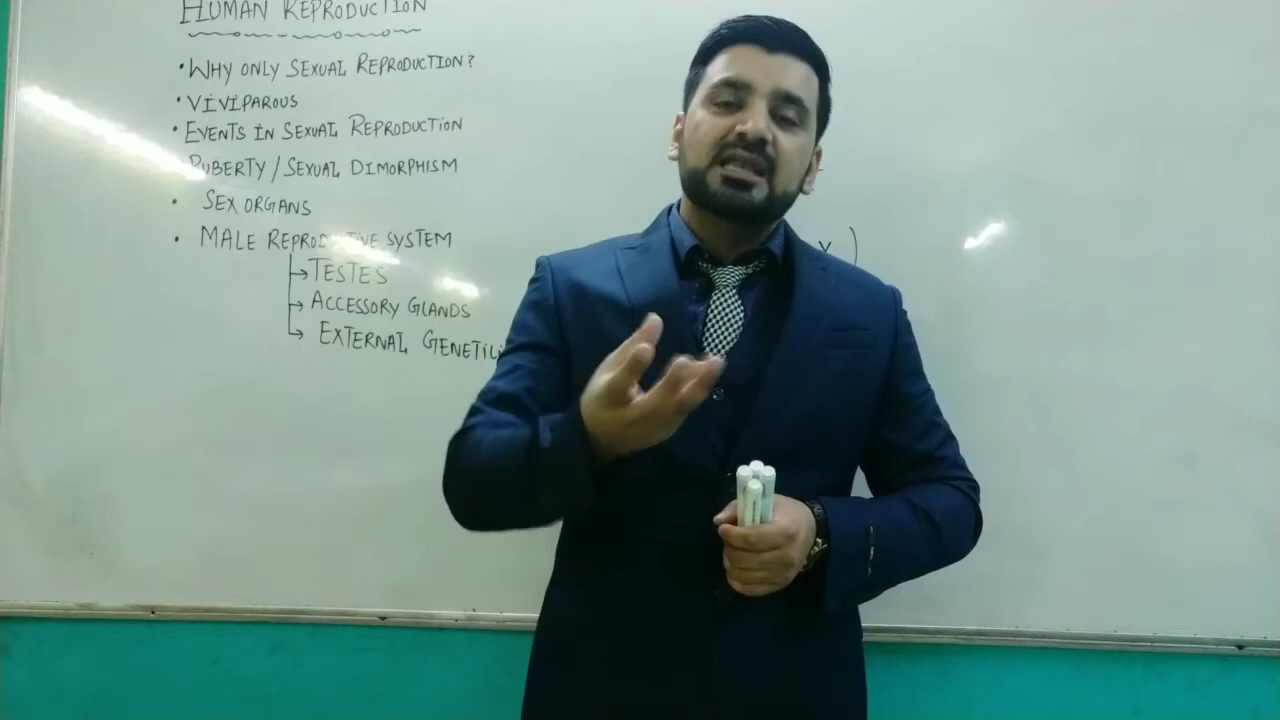 HUMAN REPRODUCTION
• WHY ONLY SEXUAL REPRODUCTION?
• VIVIPAROUS
• EVENTS IN SEXUAL REPRODUCTION
PUBERTY / SEXUAL DIMORPHISM
• SEX ORGANS
• MALE REPRODUCTIVE SYSTEM
→ TESTES
→ ACCESSORY GLANDS
→ EXTERNAL GENETILI
x )